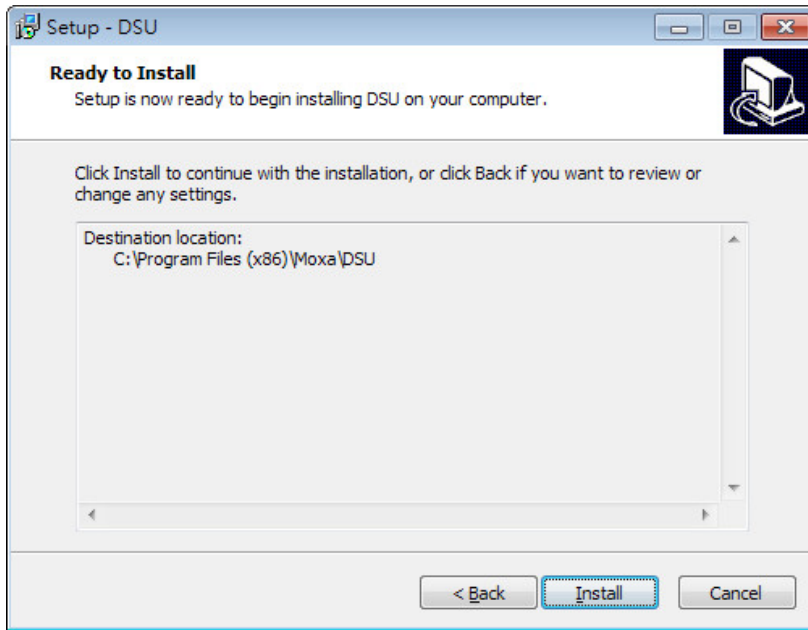 Setup - DSU
Ready to Install
Setup is now ready to begin installing DSU on your computer.
Click Install to continue with the installation, or click Back if you want to review or
change any settings.
Destination location:
C:\Program Files (x86)\Moxa\DSU
< Back
Install
Cancel